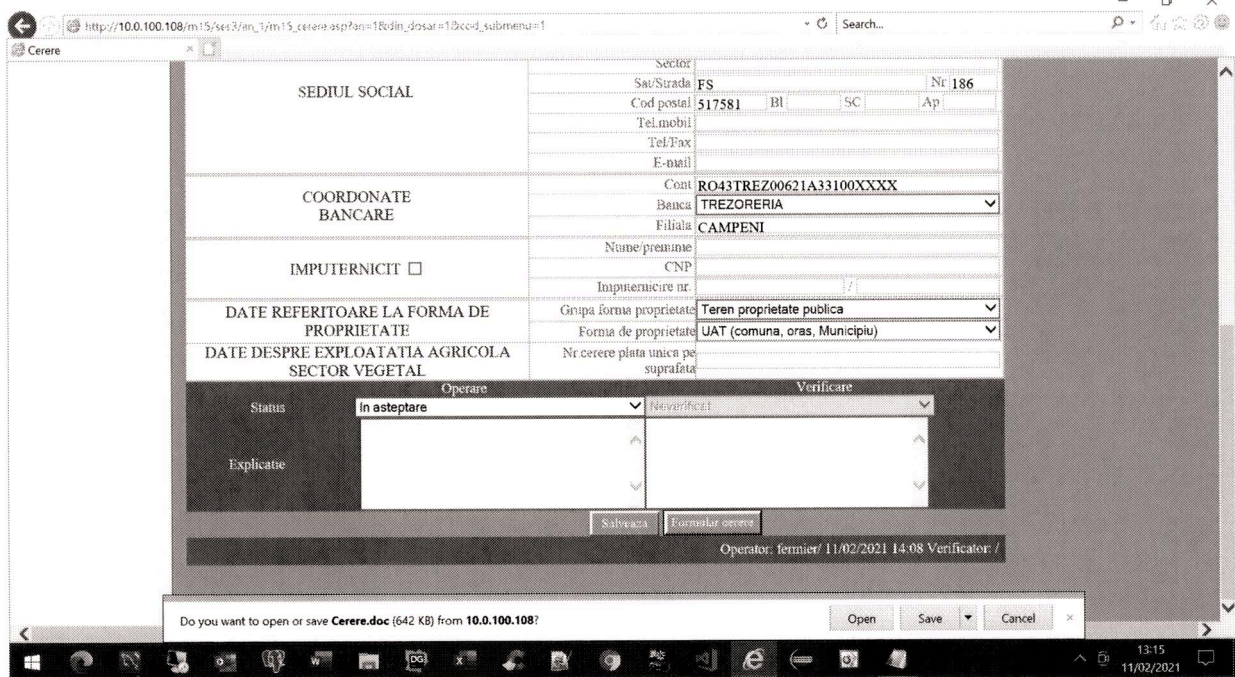 http://10.0.100.108/m15/ses3/an_1/m15_cerere.asp?an=1&din_dosar=1&cod_submenu=1
Search...
Cerere
SEDIUL SOCIAL
Sector
Sat/Strada FS Nr 186
Cod postal 517581 Bl SC Ap
Tel.mobil
Tel/Fax
E-mail
COORDONATE
BANCARE
Cont RO43TREZ00621A33100XXXX
Banca TREZORERIA
Filiala CAMPENI
IMPUTERNICIT
Nume/prenume
CNP
Imputernicire nr. /
DATE REFERITOARE LA FORMA DE
PROPRIETATE
Grupa forma proprietate Teren proprietate publica
Forma de proprietate UAT (comuna, oras, Municipiu)
DATE DESPRE EXPLOATATIA AGRICOLA
SECTOR VEGETAL
Nr cerere plata unica pe
suprafata
Operare Verificare
Status In asteptare Neverificat
Explicatie
Salveaza Formular cerere
Operator: fermier/ 11/02/2021 14:08 Verificator: /
Do you want to open or save Cerere.doc (642 KB) from 10.0.100.108?
Open Save Cancel
13:15
11/02/2021